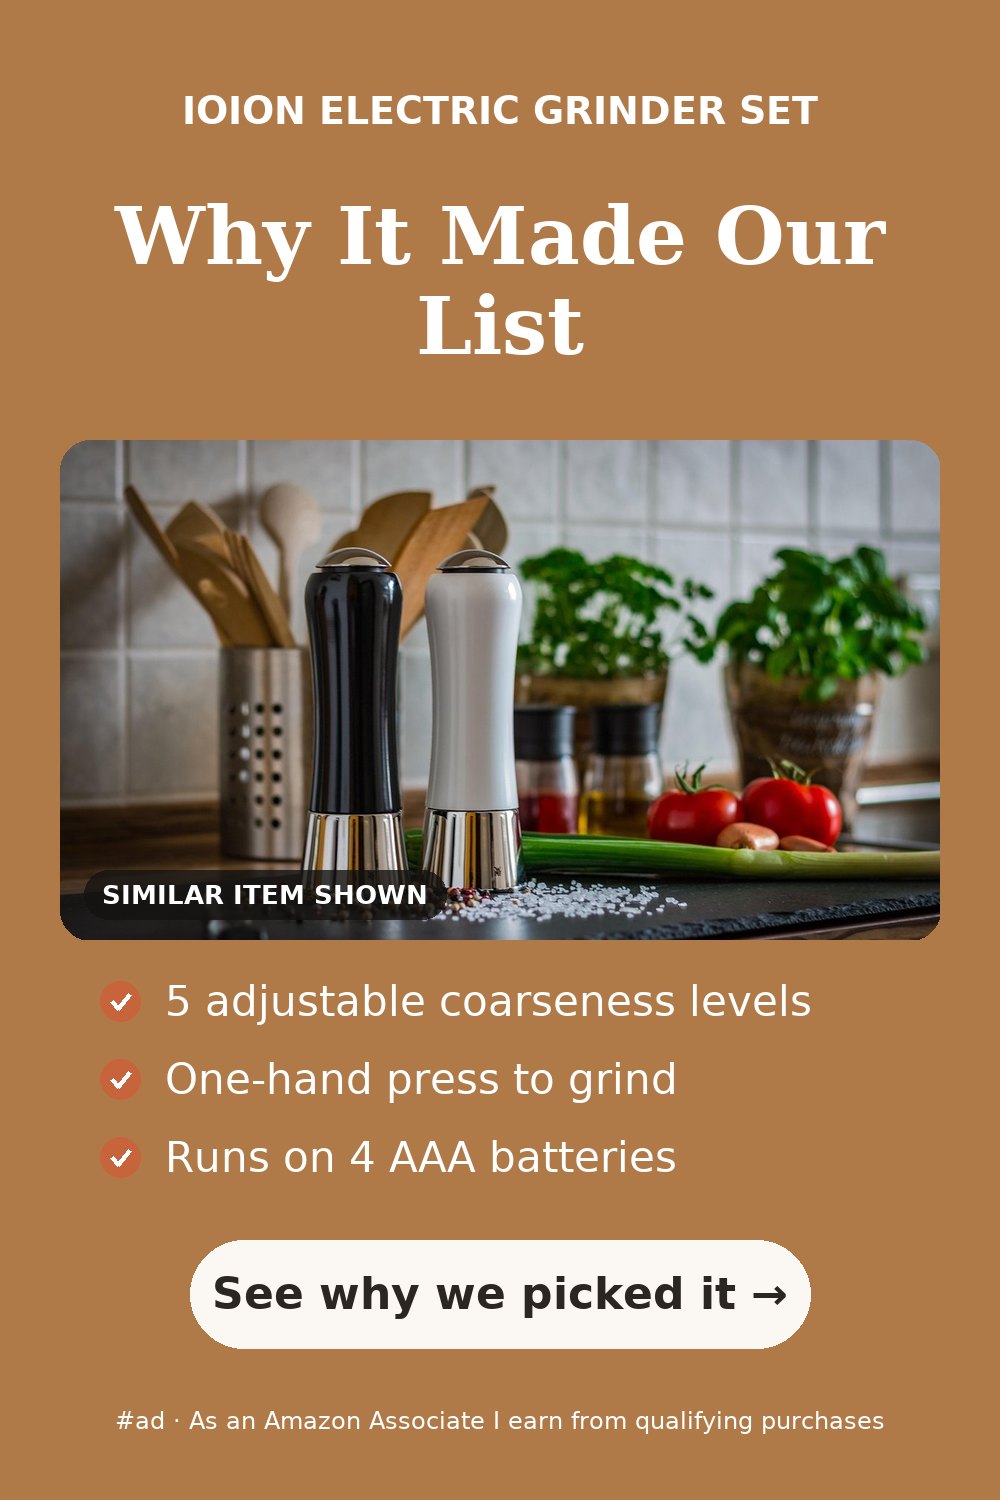 IOION ELECTRIC GRINDER SET
Why It Made Our
List
SIMILAR ITEM SHOWN
5 adjustable coarseness levels
One-hand press to grind
Runs on 4 AAA batteries
See why we picked it →
#ad · As an Amazon Associate I earn from qualifying purchases